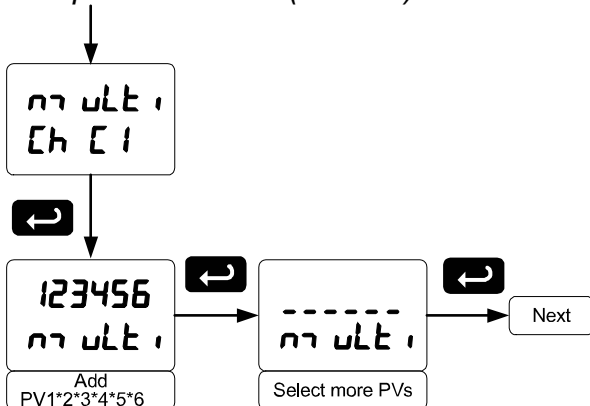 multi
Ch C1
123456
multi
Add
PV1*2*3*4*5*6
------
multi
Select more PVs
Next